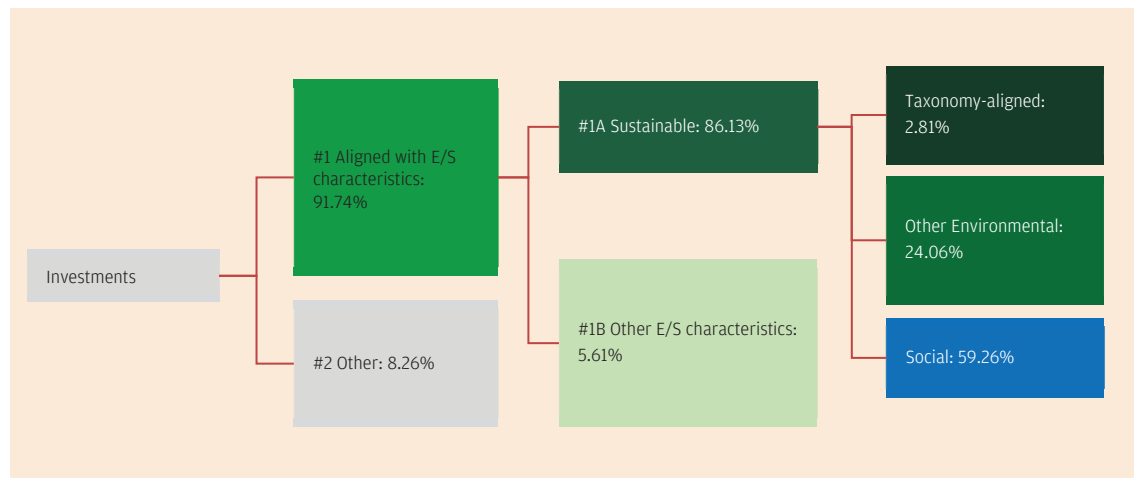 Investments
#1 Aligned with E/S
characteristics:
91.74%
#2 Other: 8.26%
#1A Sustainable: 86.13%
#1B Other E/S characteristics:
5.61%
Taxonomy-aligned:
2.81%
Other Environmental:
24.06%
Social: 59.26%